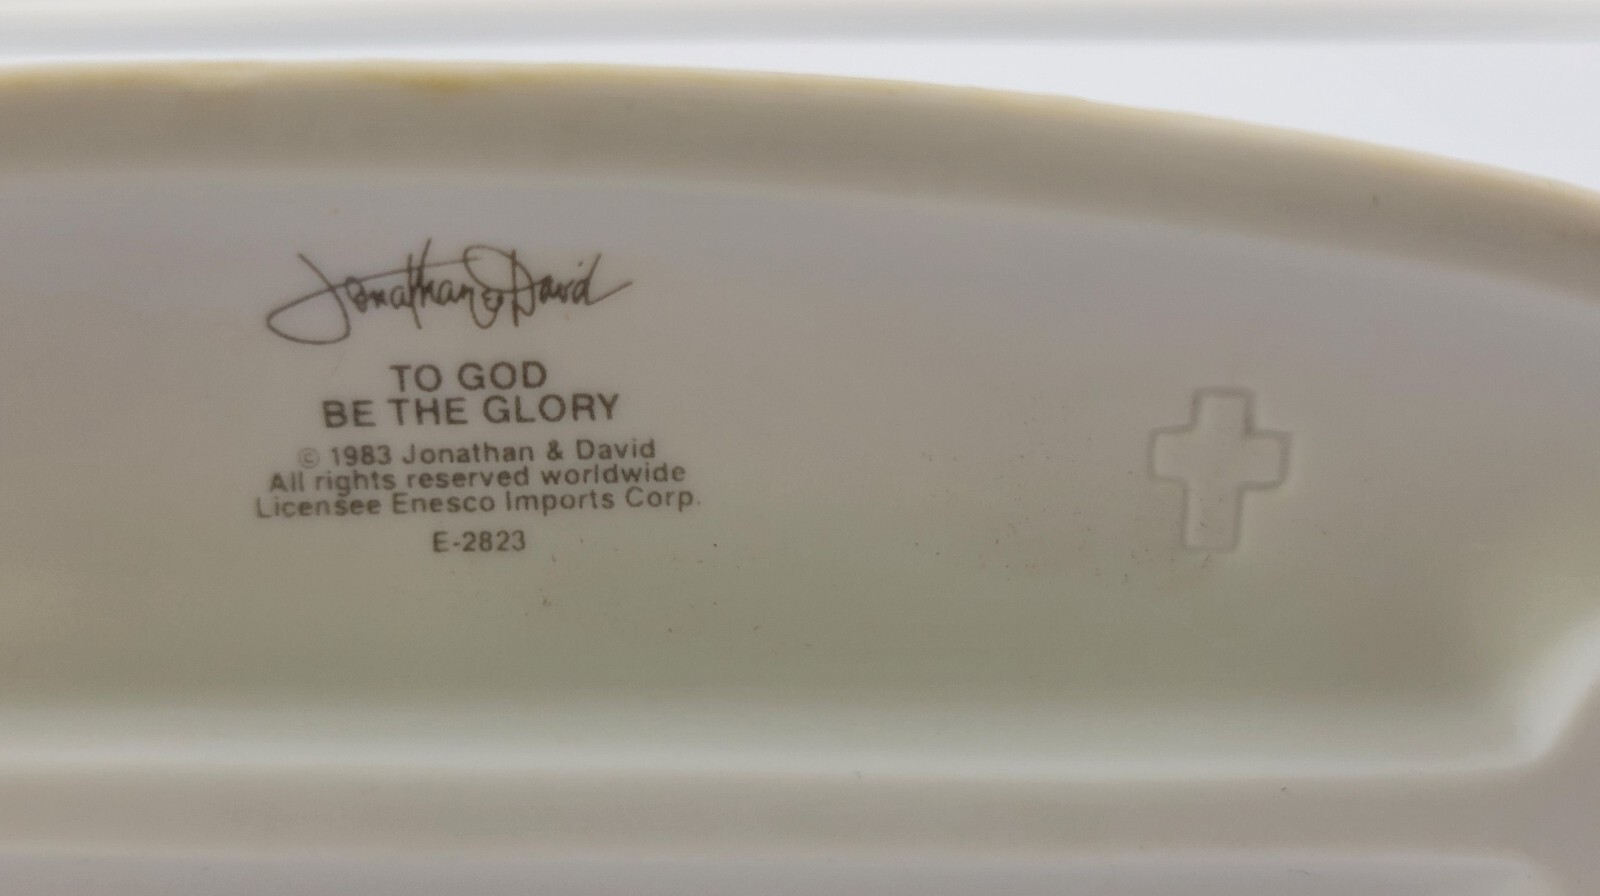 Jonathan & David
TO GOD
BE THE GLORY
© 1983 Jonathan & David
All rights reserved worldwide
Licensee Enesco Imports Corp.
E-2823